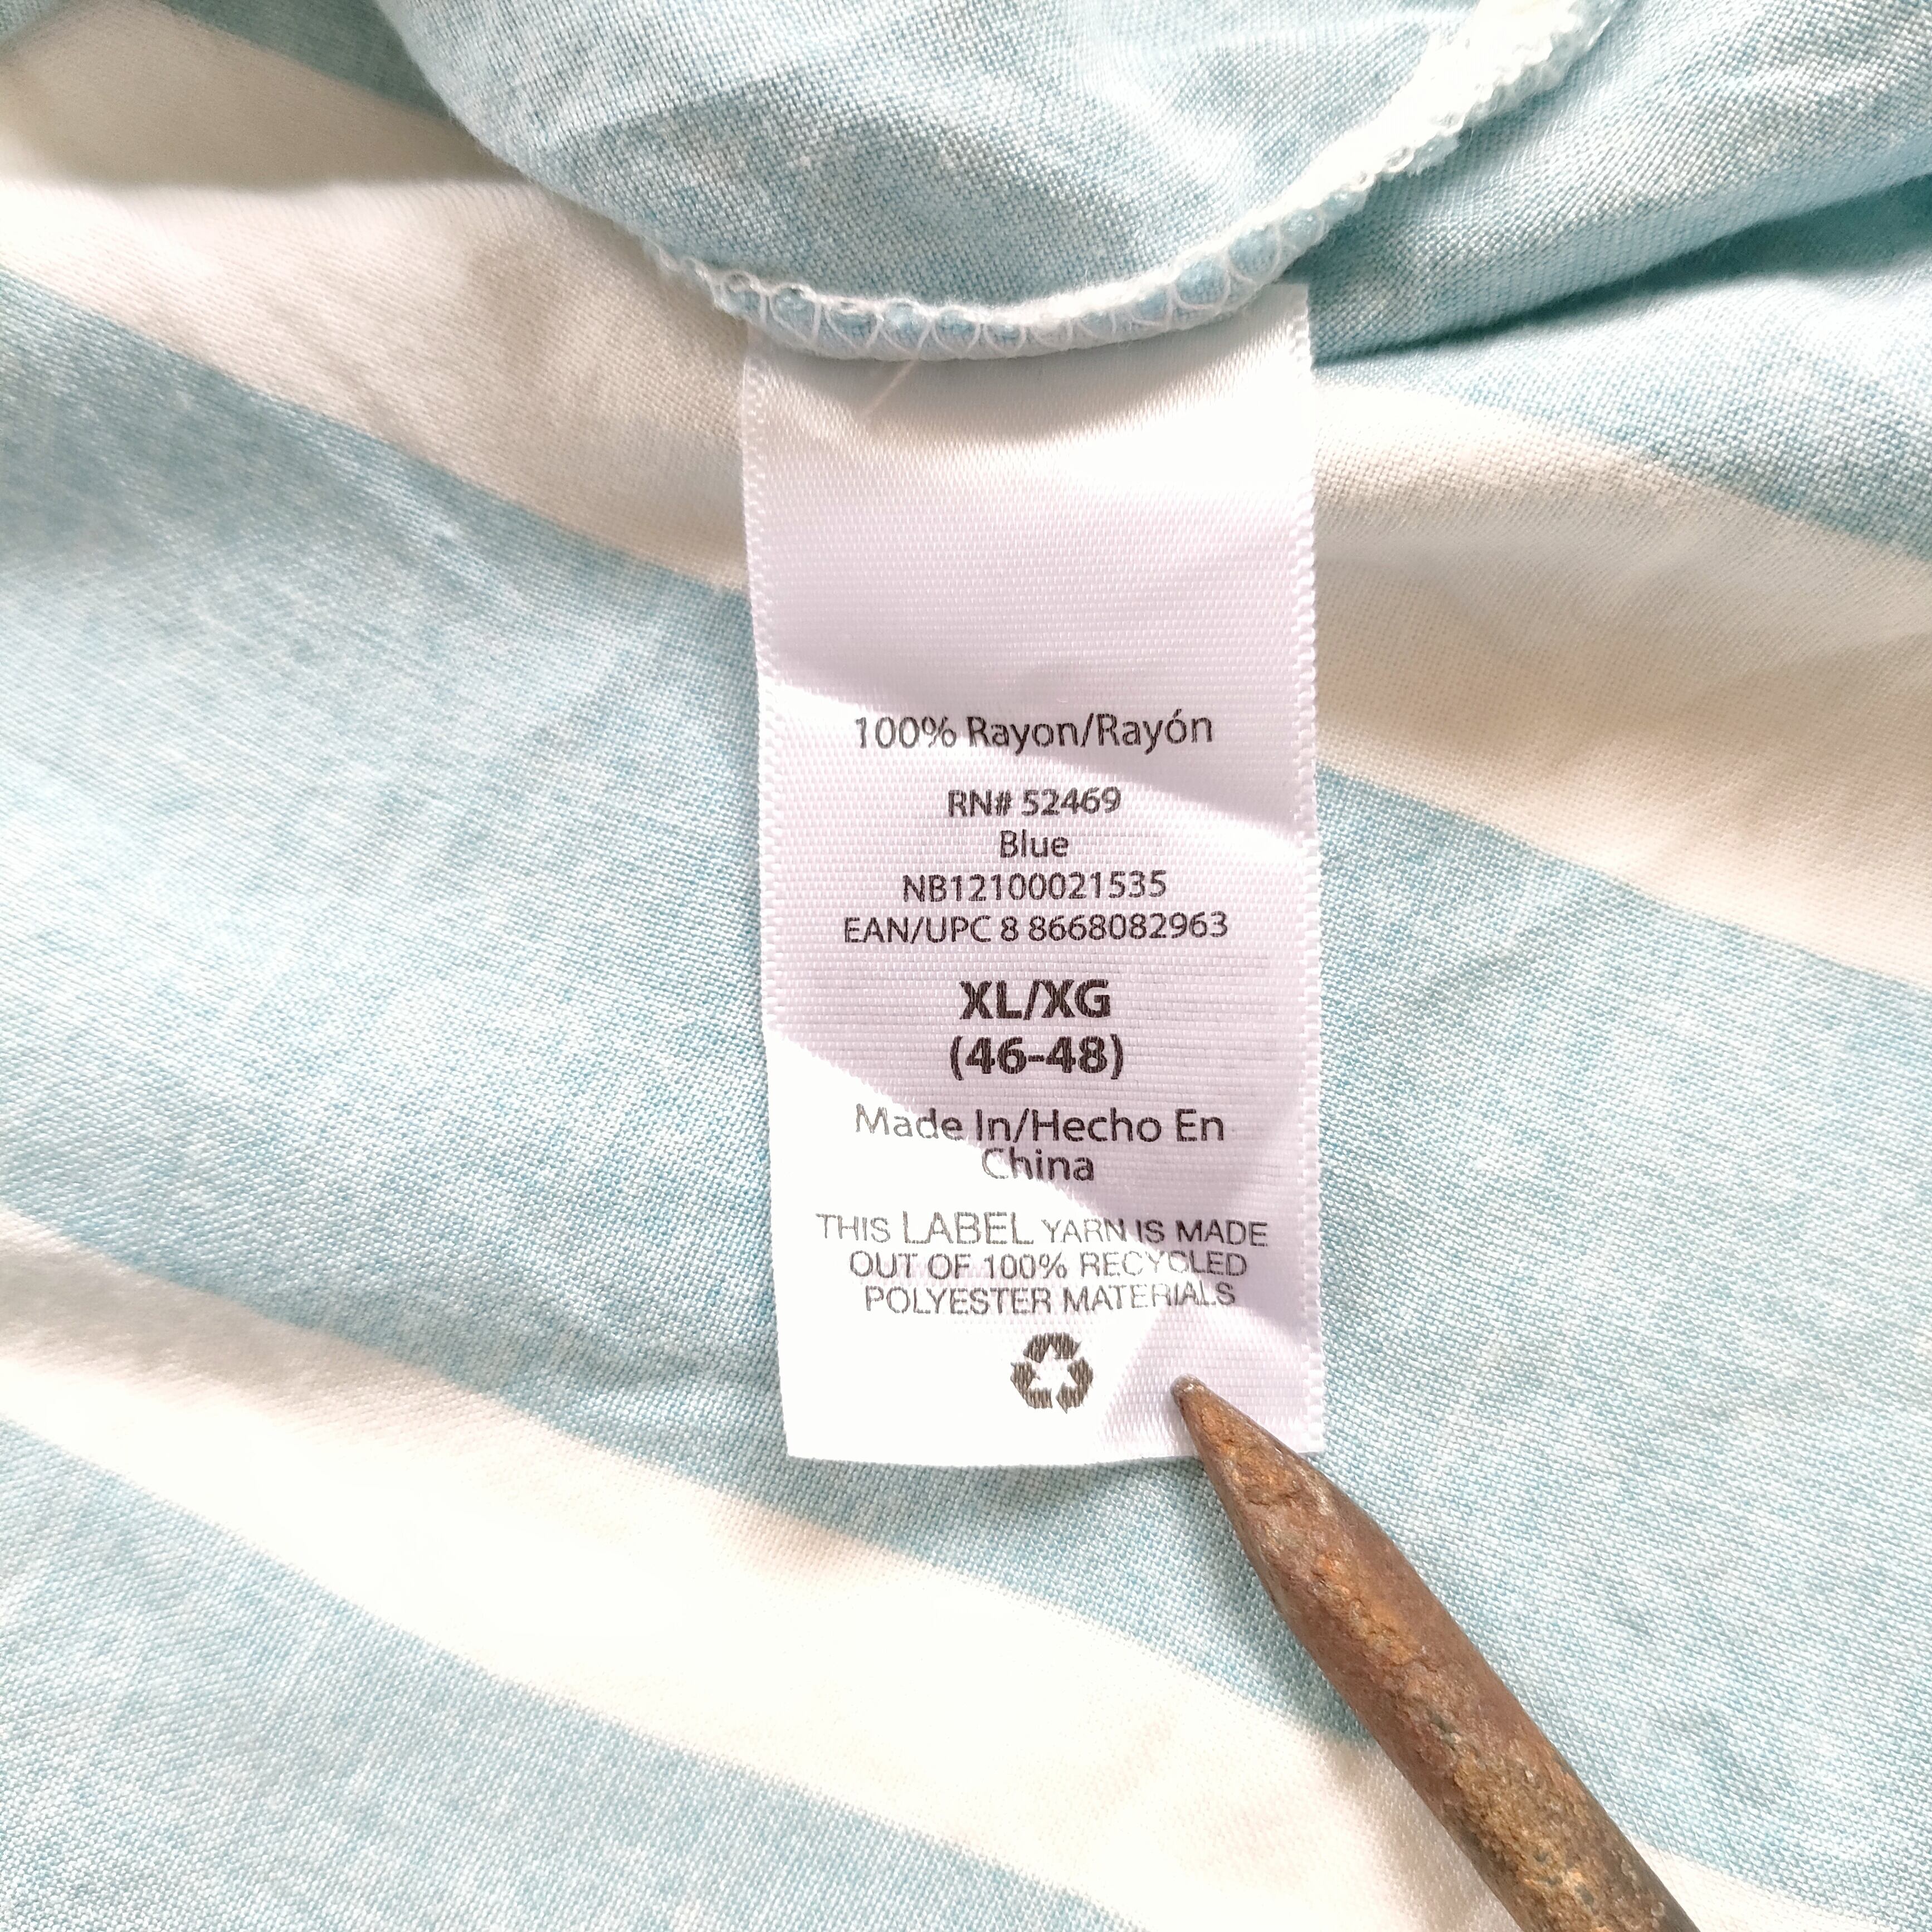 100% Rayon/Rayón
RN# 52469
Blue
NB12100021535
EAN/UPC 8 8668082963
XL/XG
(46-48)
Made In/Hecho En
China
THIS LABEL YARN IS MADE
OUT OF 100% RECYCLED
POLYESTER MATERIALS